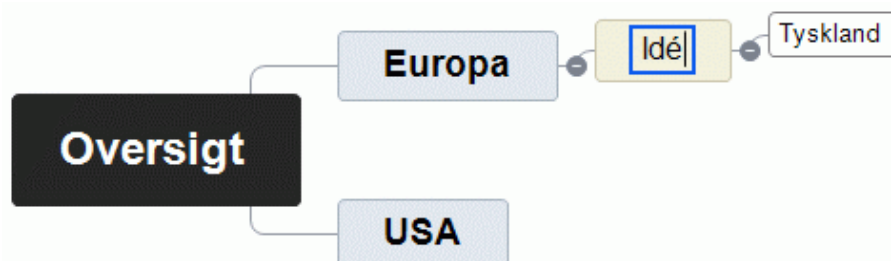 Tyskland
Europa
Idé
Oversigt
USA